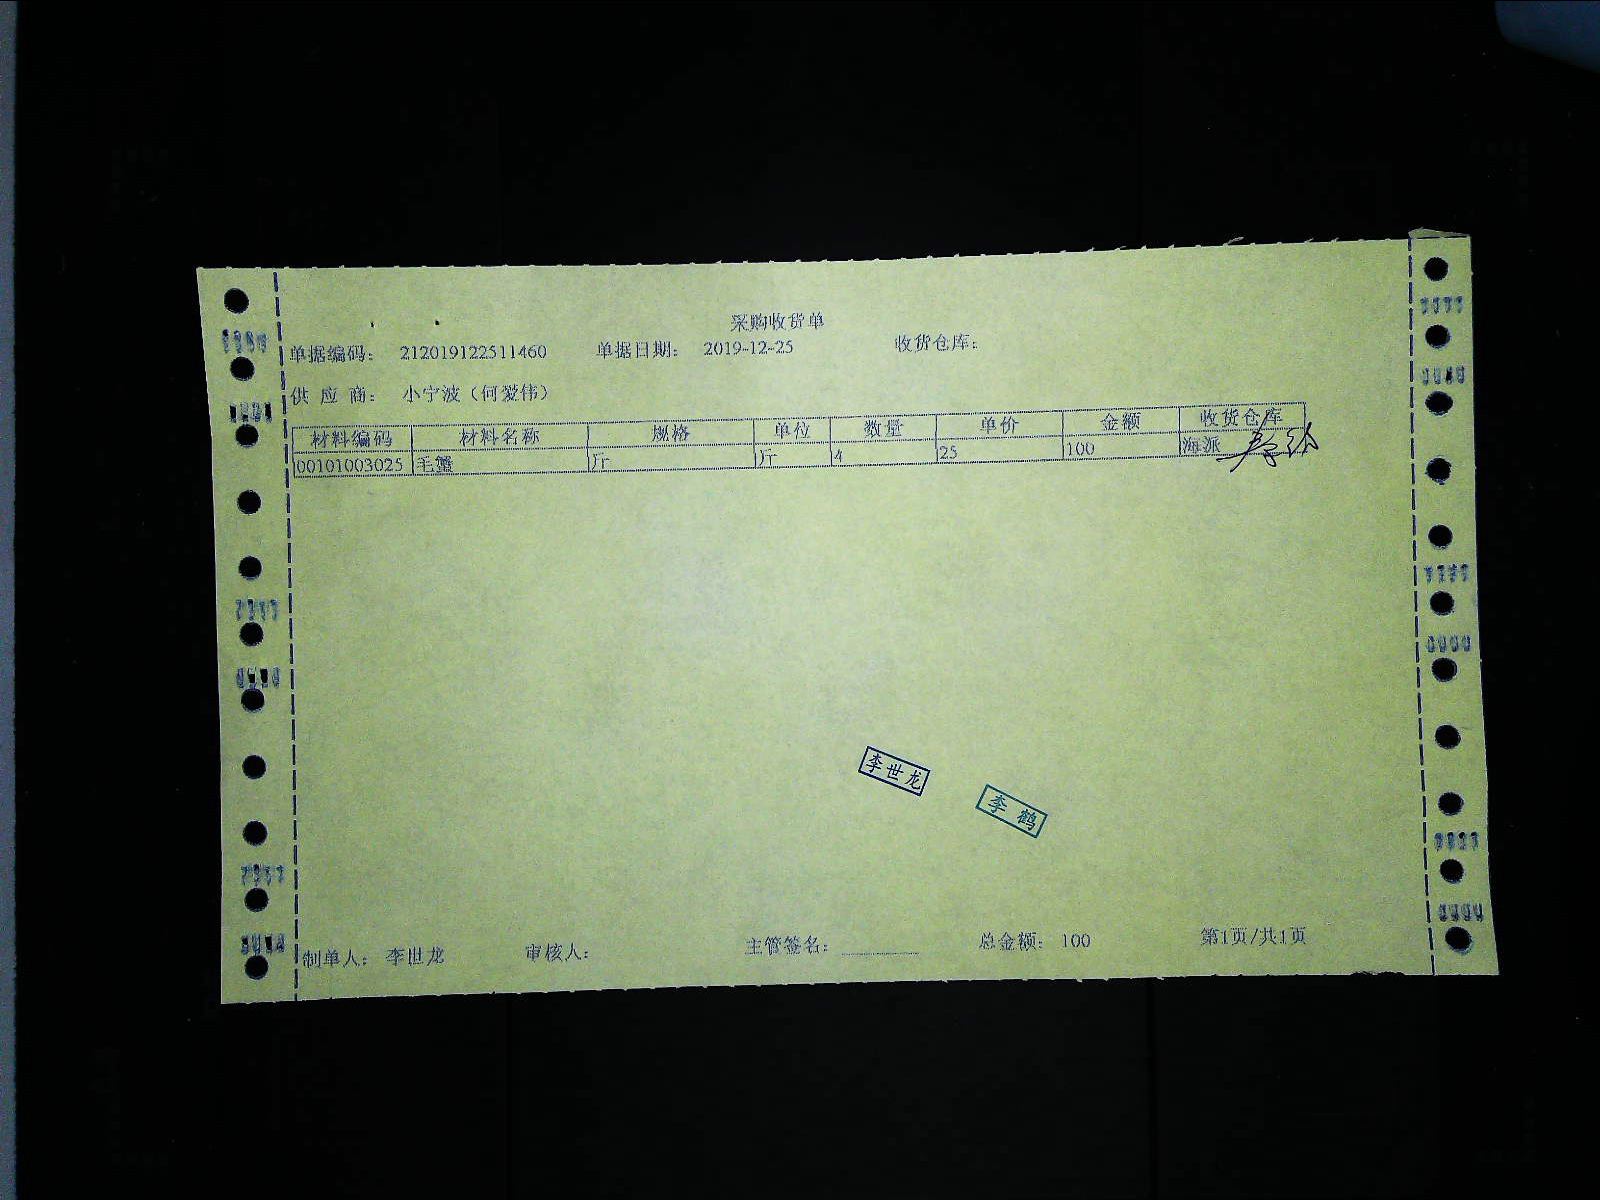 采购收货单
单据编码： 212019122511460 单据日期： 2019-12-25 收货仓库：
供 应 商： 小宁波（何爱伟）
材料编码 材料名称 规格 单位 数量 单价 金额 收货仓库
00101003025 毛蟹 斤 斤 4 25 100 海派
李世龙
李鹤
制单人： 李世龙 审核人： 主管签名： 总金额： 100 第1页/共1页